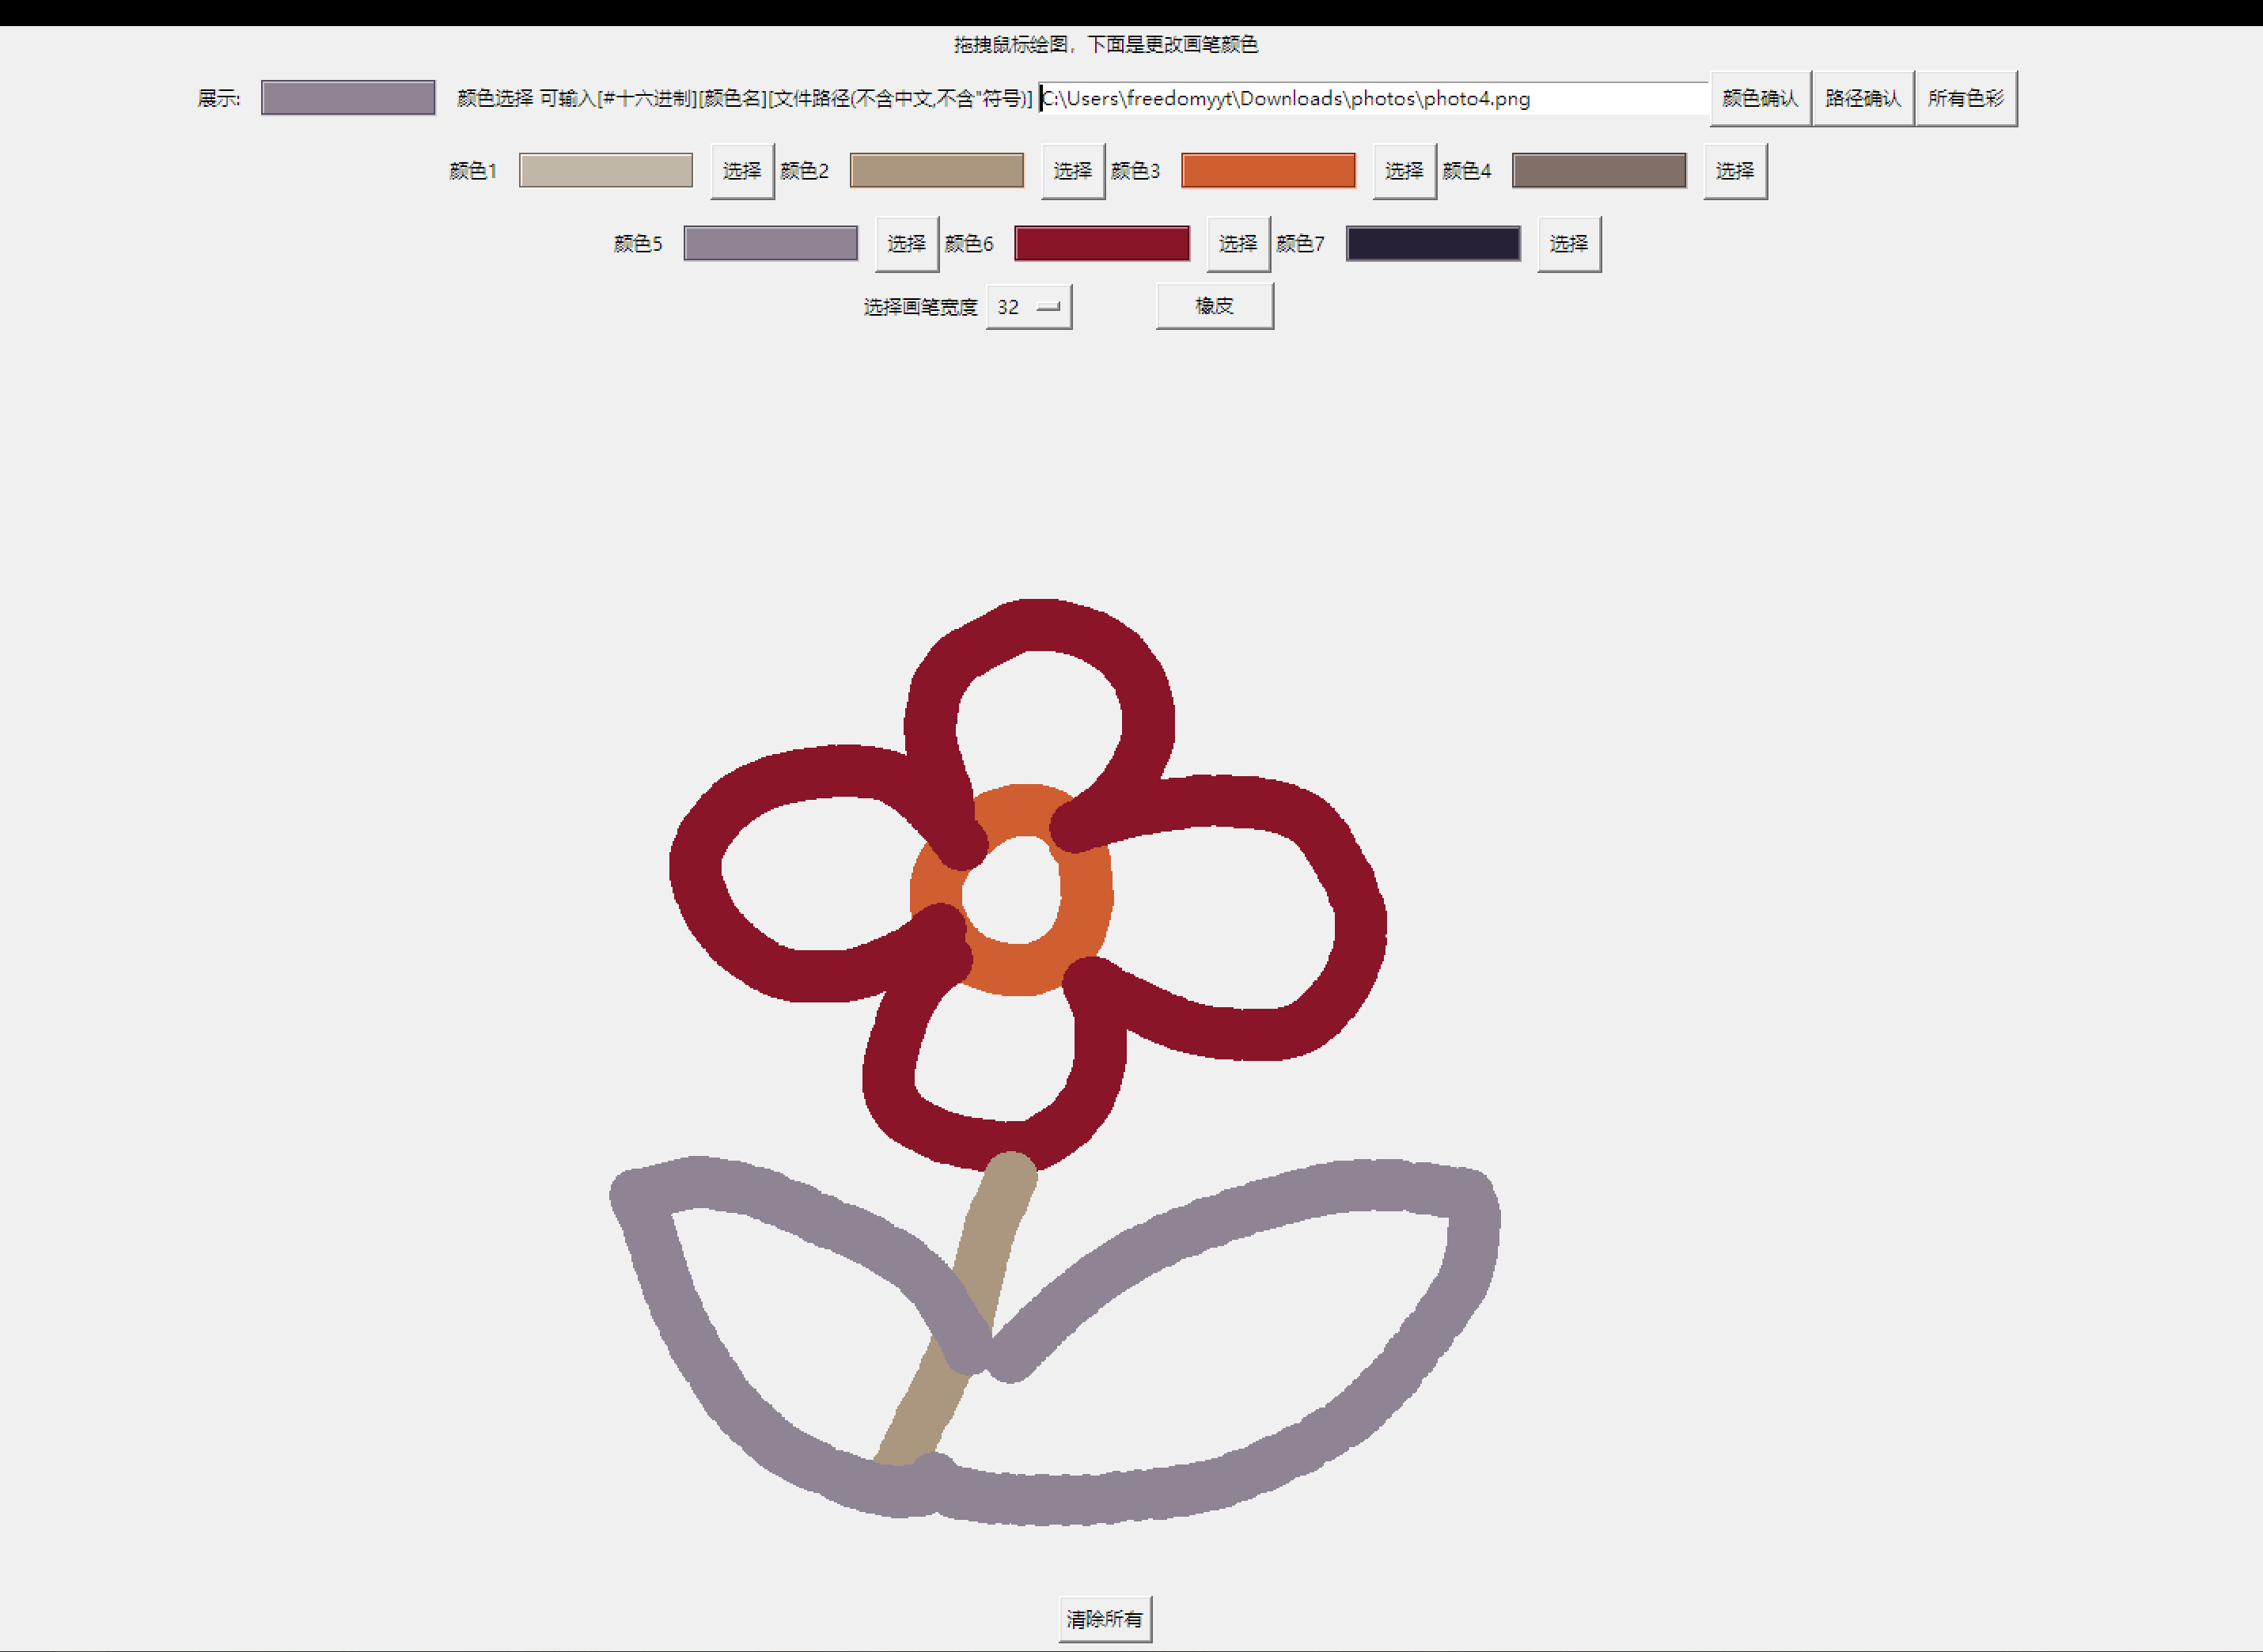 拖拽鼠标绘图，下面是更改画笔颜色
展示: 颜色选择 可输入[#十六进制][颜色名][文件路径(不含中文,不含"符号)] C:\Users\freedomyyt\Downloads\photos\photo4.png 颜色确认 路径确认 所有色彩
颜色1 选择 颜色2 选择 颜色3 选择 颜色4 选择
颜色5 选择 颜色6 选择 颜色7 选择
选择画笔宽度 32 橡皮
清除所有